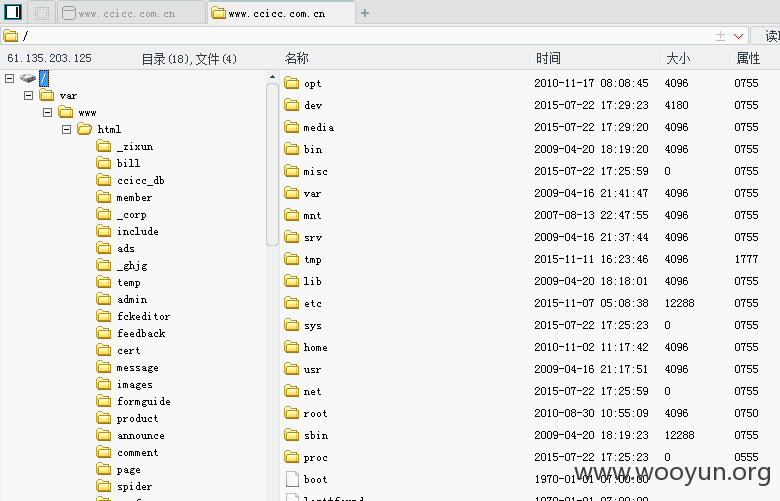 www.ccicc.com.cn www.ccicc.com.cn +
/ 读取
61.135.203.125 目录(18),文件(4) 名称 时间 大小 属性
/
var
www
html
_zixun
bill
ccicc_db
member
_corp
include
ads
_ghjg
temp
admin
fckeditor
feedback
cert
message
images
formguide
product
announce
comment
page
spider
opt 2010-11-17 08:08:45 4096 0755
dev 2015-07-22 17:29:23 4180 0755
media 2015-07-22 17:29:20 4096 0755
bin 2009-04-20 18:19:20 4096 0755
misc 2015-07-22 17:25:59 0 0755
var 2009-04-16 21:41:47 4096 0755
mnt 2007-08-13 22:47:55 4096 0755
srv 2009-04-16 21:37:44 4096 0755
tmp 2015-11-11 16:23:46 4096 1777
lib 2009-04-20 18:18:01 4096 0755
etc 2015-11-07 05:08:38 12288 0755
sys 2015-07-22 17:25:23 0 0755
home 2010-11-02 11:17:42 4096 0755
usr 2009-04-16 21:17:51 4096 0755
net 2015-07-22 17:25:59 0 0755
root 2010-08-30 10:55:09 4096 0750
sbin 2009-04-20 18:19:23 12288 0755
proc 2015-07-22 17:25:23 0 0555
boot 1970-01-01 07:00:00
www.wooyun.org